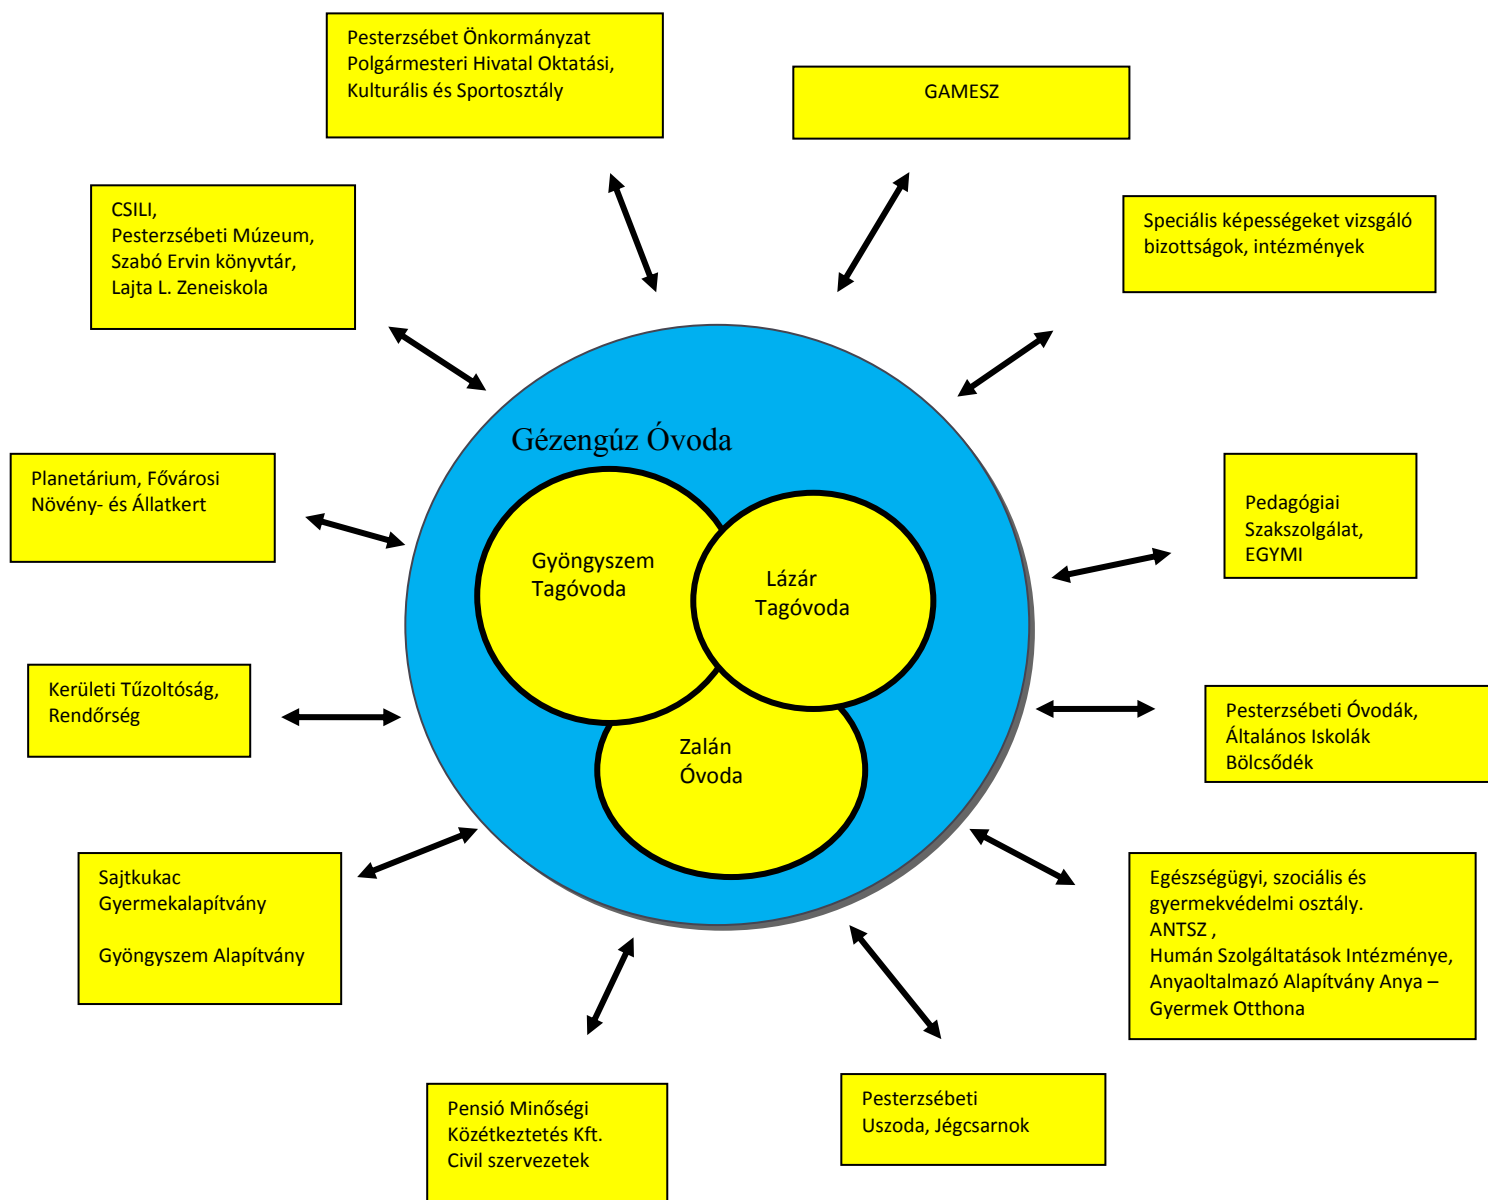 Pesterzsébet Önkormányzat
Polgármesteri Hivatal Oktatási,
Kulturális és Sportosztály
GAMESZ
CSILI,
Pesterzsébeti Múzeum,
Szabó Ervin könyvtár,
Lajta L. Zeneiskola
Speciális képességeket vizsgáló
bizottságok, intézmények
Gézengúz Óvoda
Planetárium, Fővárosi
Növény- és Állatkert
Gyöngyszem
Tagóvoda
Lázár
Tagóvoda
Pedagógiai
Szakszolgálat,
EGYMI
Kerületi Tűzoltóság,
Rendőrség
Zalán
Óvoda
Pesterzsébeti Óvodák,
Általános Iskolák
Bölcsődék
Sajtkukac
Gyermekalapítvány
Gyöngyszem Alapítvány
Egészségügyi, szociális és
gyermekvédelmi osztály.
ANTSZ ,
Humán Szolgáltatások Intézménye,
Anyaoltalmazó Alapítvány Anya –
Gyermek Otthona
Pensió Minőségi
Közétkeztetés Kft.
Civil szervezetek
Pesterzsébeti
Uszoda, Jégcsarnok